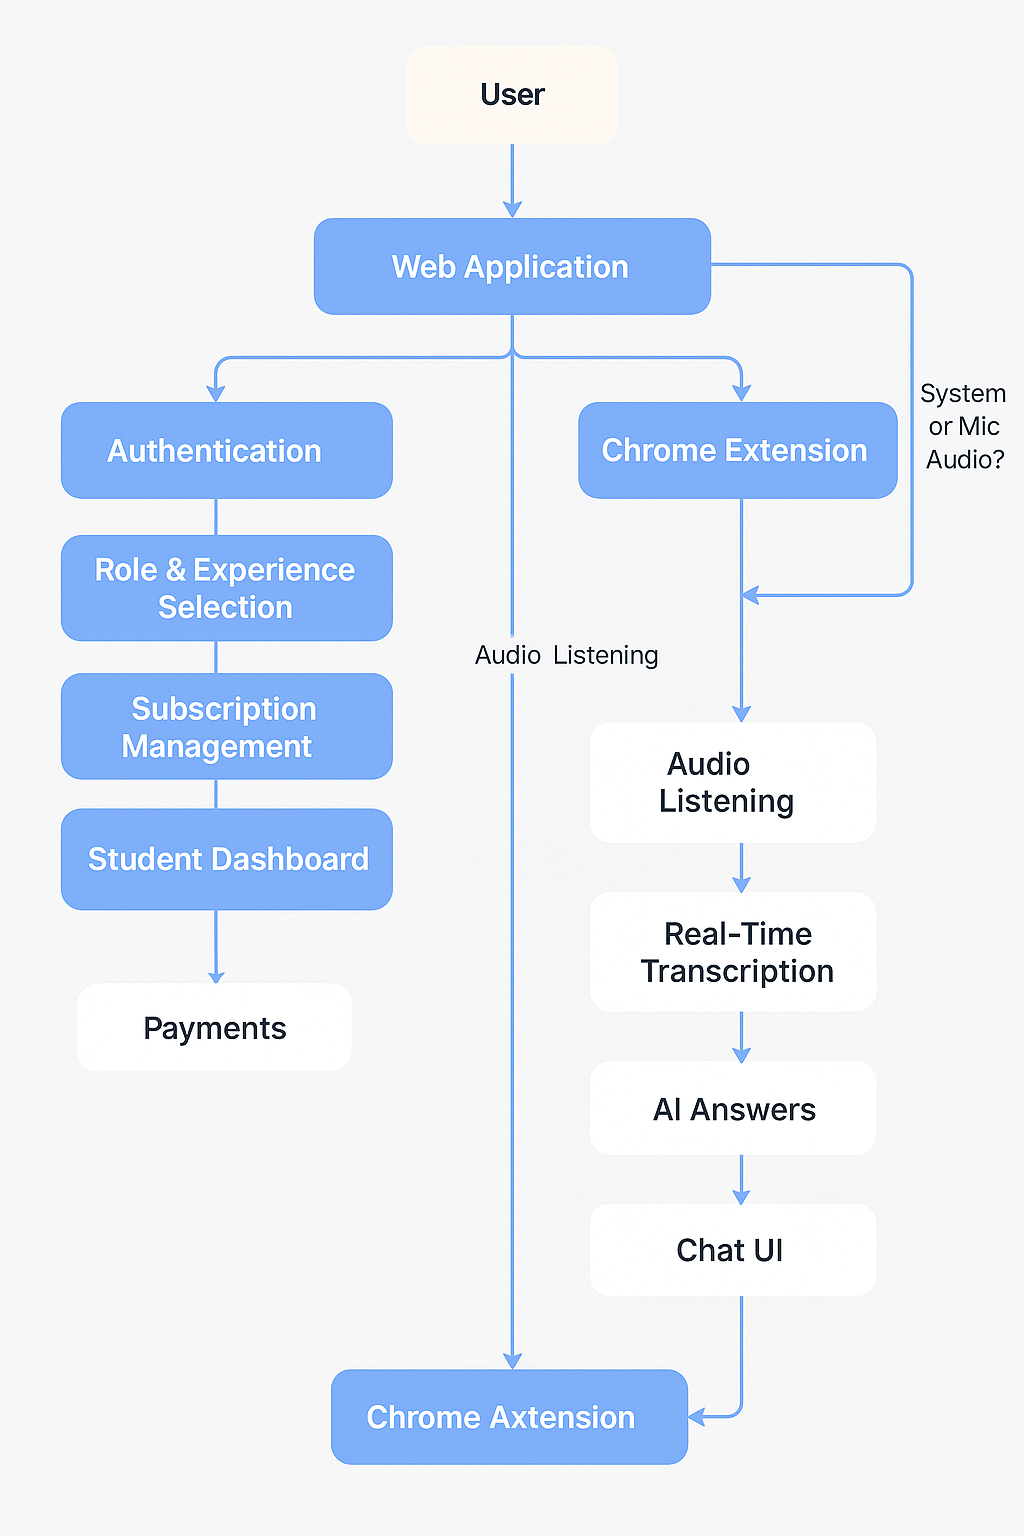 User
Web Application
System
or Mic
Audio?
Authentication
Chrome Extension
Role & Experience
Selection
Audio Listening
Subscription
Management
Audio
Listening
Student Dashboard
Real-Time
Transcription
Payments
AI Answers
Chat UI
Chrome Axtension